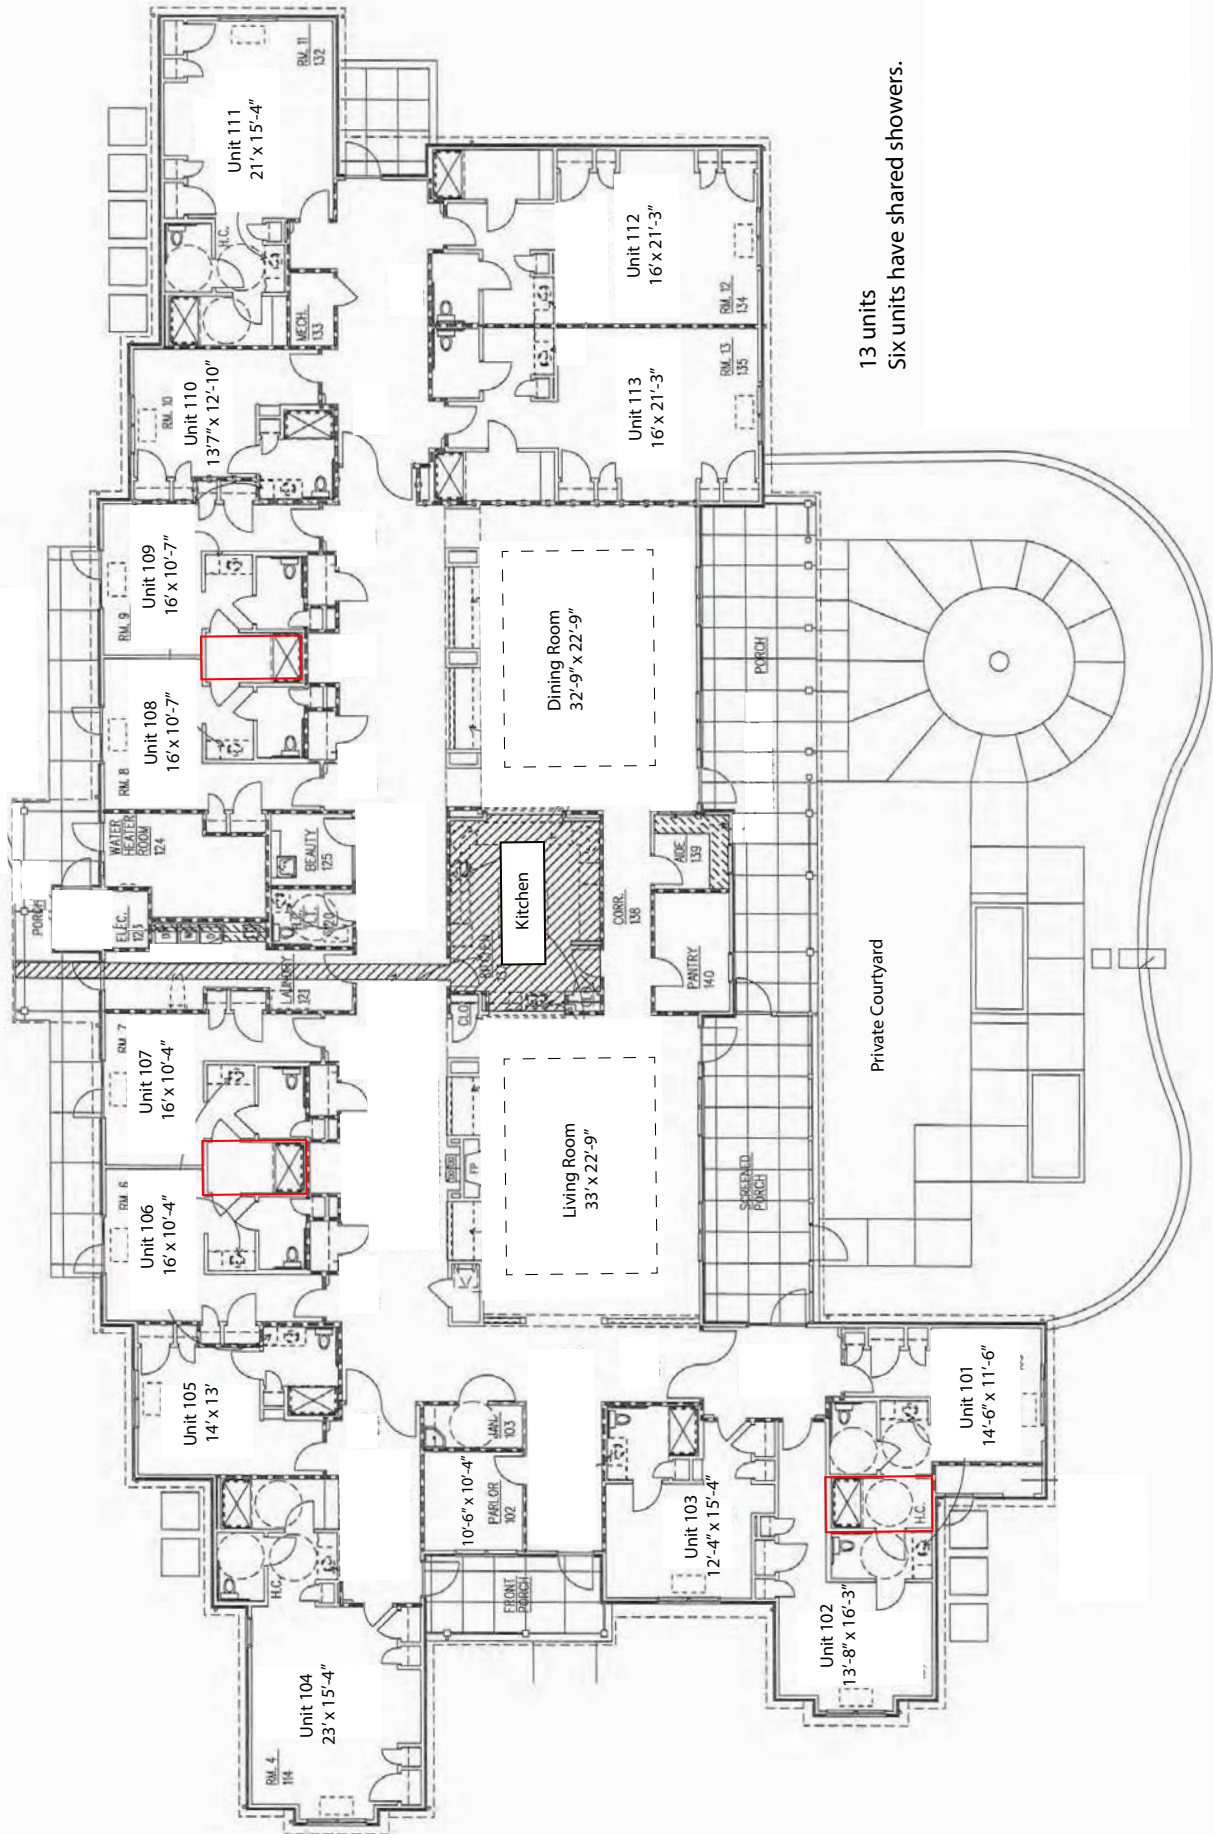 RM. 11
132
Unit 111
21' x 15'-4"
H.C.
MECH.
133
RM. 10
Unit 110
13'7" x 12'-10"
Unit 112
16' x 21'-3"
RM. 12
134
Unit 113
16' x 21'-3"
RM. 13
135
13 units
Six units have shared showers.
RM. 9
Unit 109
16' x 10'-7"
RM. 8
Unit 108
16' x 10'-7"
Dining Room
32'-9" x 22'-9"
PORCH
WATER
HEATER
ROOM
124
BEAUTY
125
PORCH
ELEC.
123
120
LAUNDRY
121
Kitchen
KITCHEN
CORR.
138
AIDE
139
PANTRY
140
CLO
Private Courtyard
RM. 7
Unit 107
16' x 10'-4"
RM. 6
Unit 106
16' x 10'-4"
FP
Living Room
33' x 22'-9"
SCREENED
PORCH
Unit 105
14' x 13'
JAN.
103
10'-6" x 10'-4"
PARLOR
102
FRONT
PORCH
H.C.
Unit 104
23' x 15'-4"
RM. 4
114
Unit 103
12'-4" x 15'-4"
Unit 101
14'-6" x 11'-6"
H.C.
Unit 102
13'-8" x 16'-3"